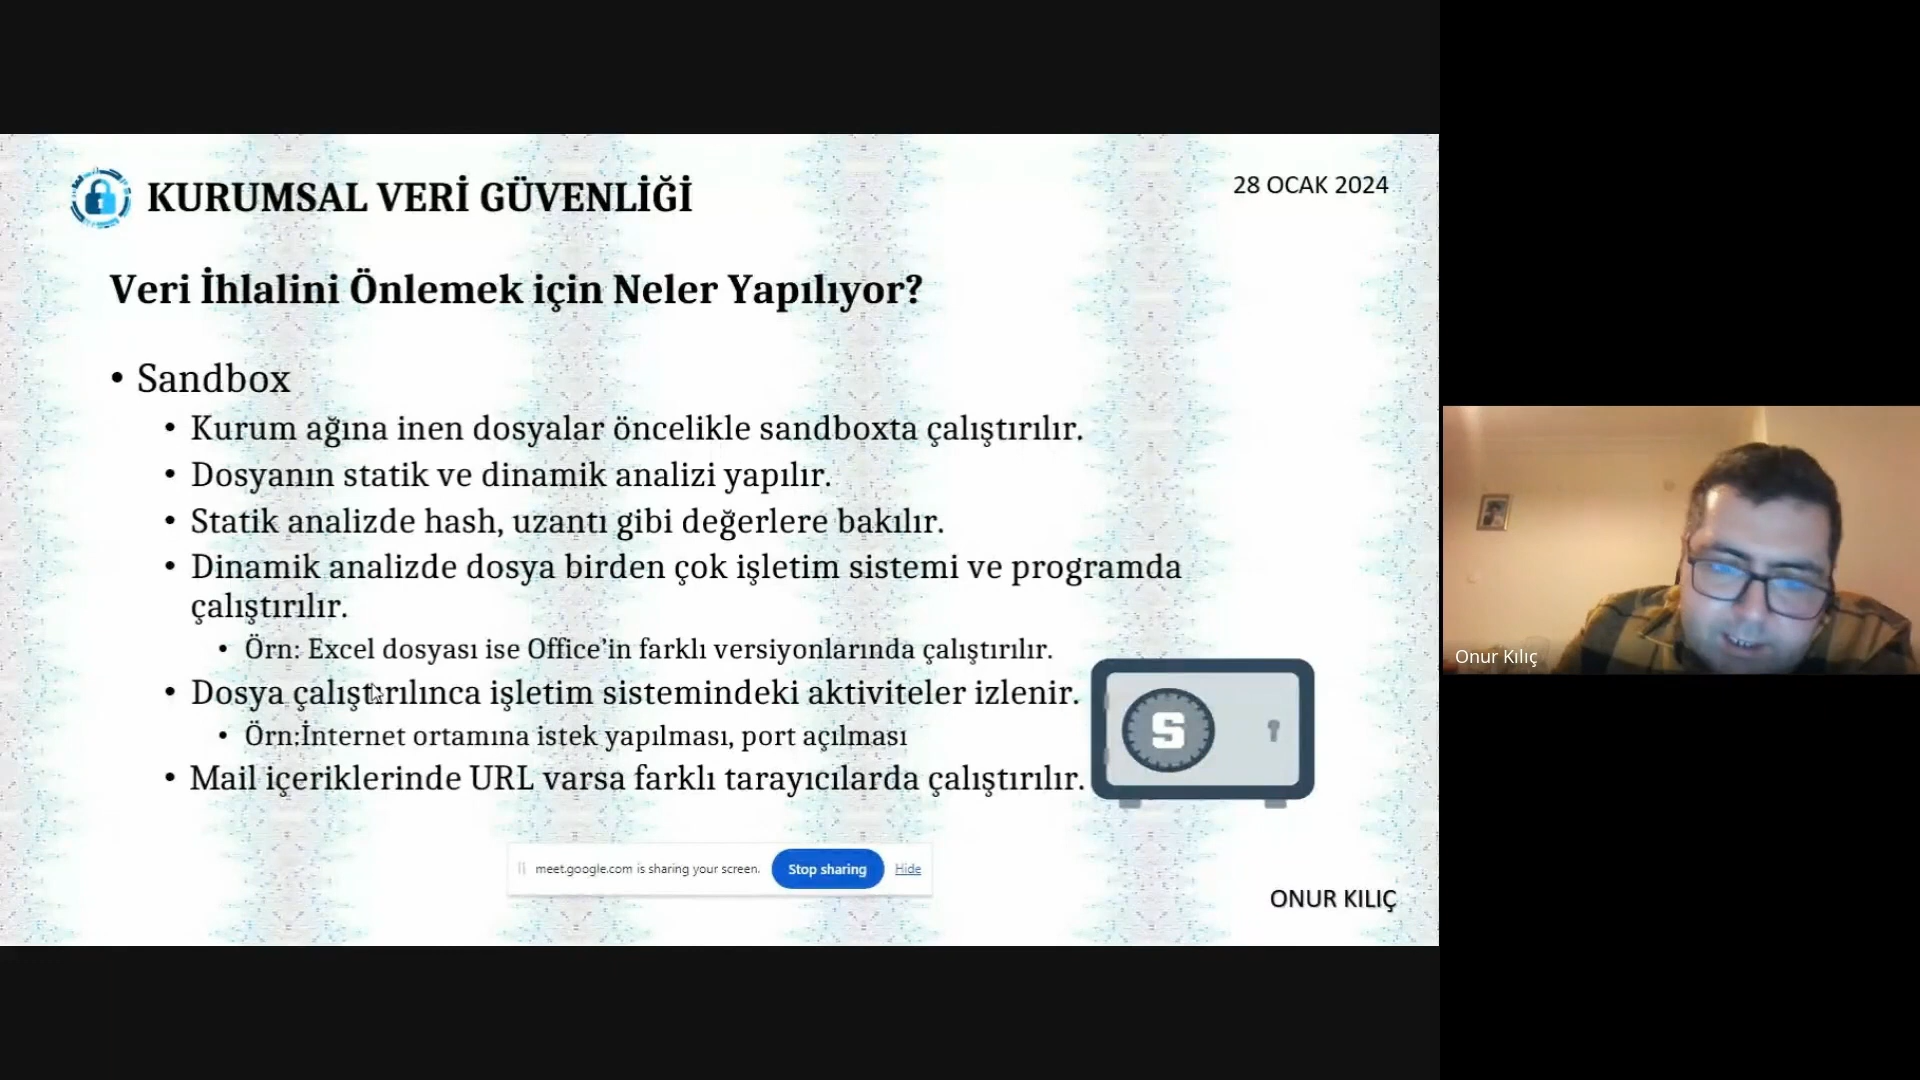 KURUMSAL VERİ GÜVENLİĞİ
28 OCAK 2024
Veri İhlalini Önlemek için Neler Yapılıyor?
• Sandbox
• Kurum ağına inen dosyalar öncelikle sandboxta çalıştırılır.
• Dosyanın statik ve dinamik analizi yapılır.
• Statik analizde hash, uzantı gibi değerlere bakılır.
• Dinamik analizde dosya birden çok işletim sistemi ve programda
çalıştırılır.
• Örn: Excel dosyası ise Office’in farklı versiyonlarında çalıştırılır.
• Dosya çalıştırılınca işletim sistemindeki aktiviteler izlenir.
• Örn;İnternet ortamına istek yapılması, port açılması
• Mail içeriklerinde URL varsa farklı tarayıcılarda çalıştırılır.
S
meet.google.com is sharing your screen. Stop sharing Hide
ONUR KILIÇ
Onur Kılıç